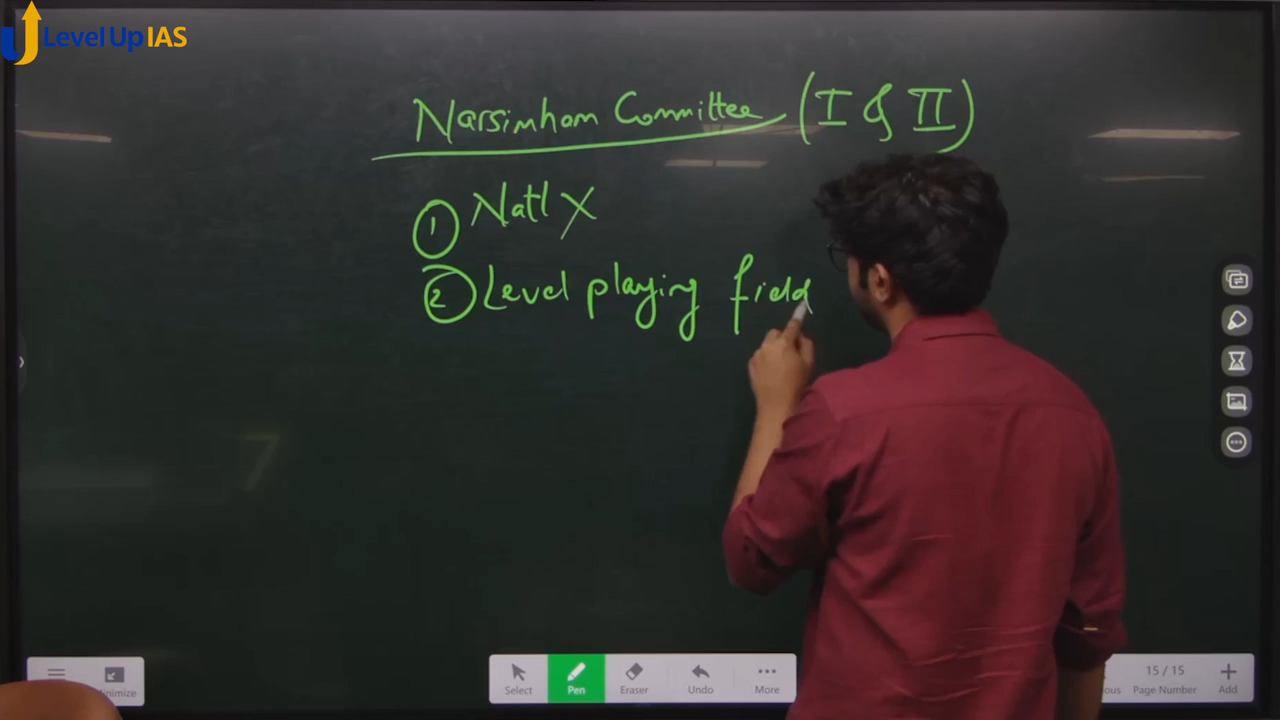 Level Up IAS
Narsimham Committee (I & II)
① Natl X
② Level playing field
Minimize
Select
Pen
Eraser
Undo
More
15 / 15
Page Number
Add